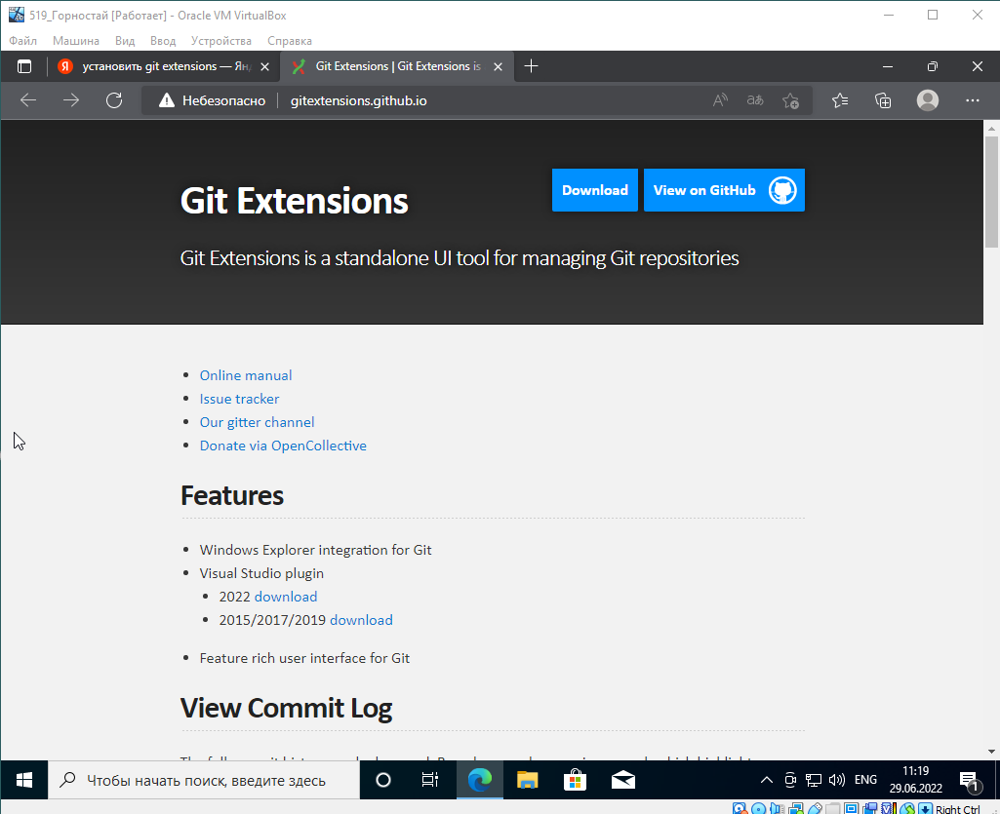 519_Горностай [Работает] - Oracle VM VirtualBox
Файл Машина Вид Ввод Устройства Справка
Я установить git extensions — Ян
Git Extensions | Git Extensions is
Небезопасно gitextensions.github.io
Git Extensions
Download
View on GitHub
Git Extensions is a standalone UI tool for managing Git repositories
Online manual
Issue tracker
Our gitter channel
Donate via OpenCollective
Features
Windows Explorer integration for Git
Visual Studio plugin
2022 download
2015/2017/2019 download
Feature rich user interface for Git
View Commit Log
Чтобы начать поиск, введите здесь
ENG
11:19
29.06.2022
1
Right Ctrl